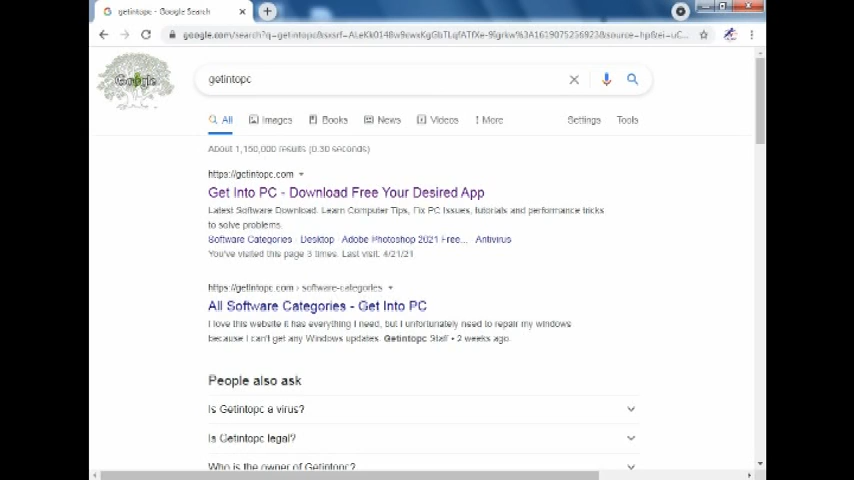 getintopc - Google Search
google.com/search?q=getintopc&sxsrf=
getintopc
All Images Books News Videos More Settings Tools
About 1,150,000 results (0.30 seconds)
https://getintopc.com
Get Into PC - Download Free Your Desired App
Latest Software Download. Learn Computer Tips, Fix PC Issues, tutorials and performance tricks
to solve problems.
Software Categories · Desktop · Adobe Photoshop 2021 Free... · Antivirus
You've visited this page 3 times. Last visit: 4/21/21
https://getintopc.com › software-categories
All Software Categories - Get Into PC
I love this website it has everything I need, but I unfortunately need to repair my windows
because I can't get any Windows updates. Getintopc Staff • 2 weeks ago.
People also ask
Is Getintopc a virus?
Is Getintopc legal?
Who is the owner of Getintopc?